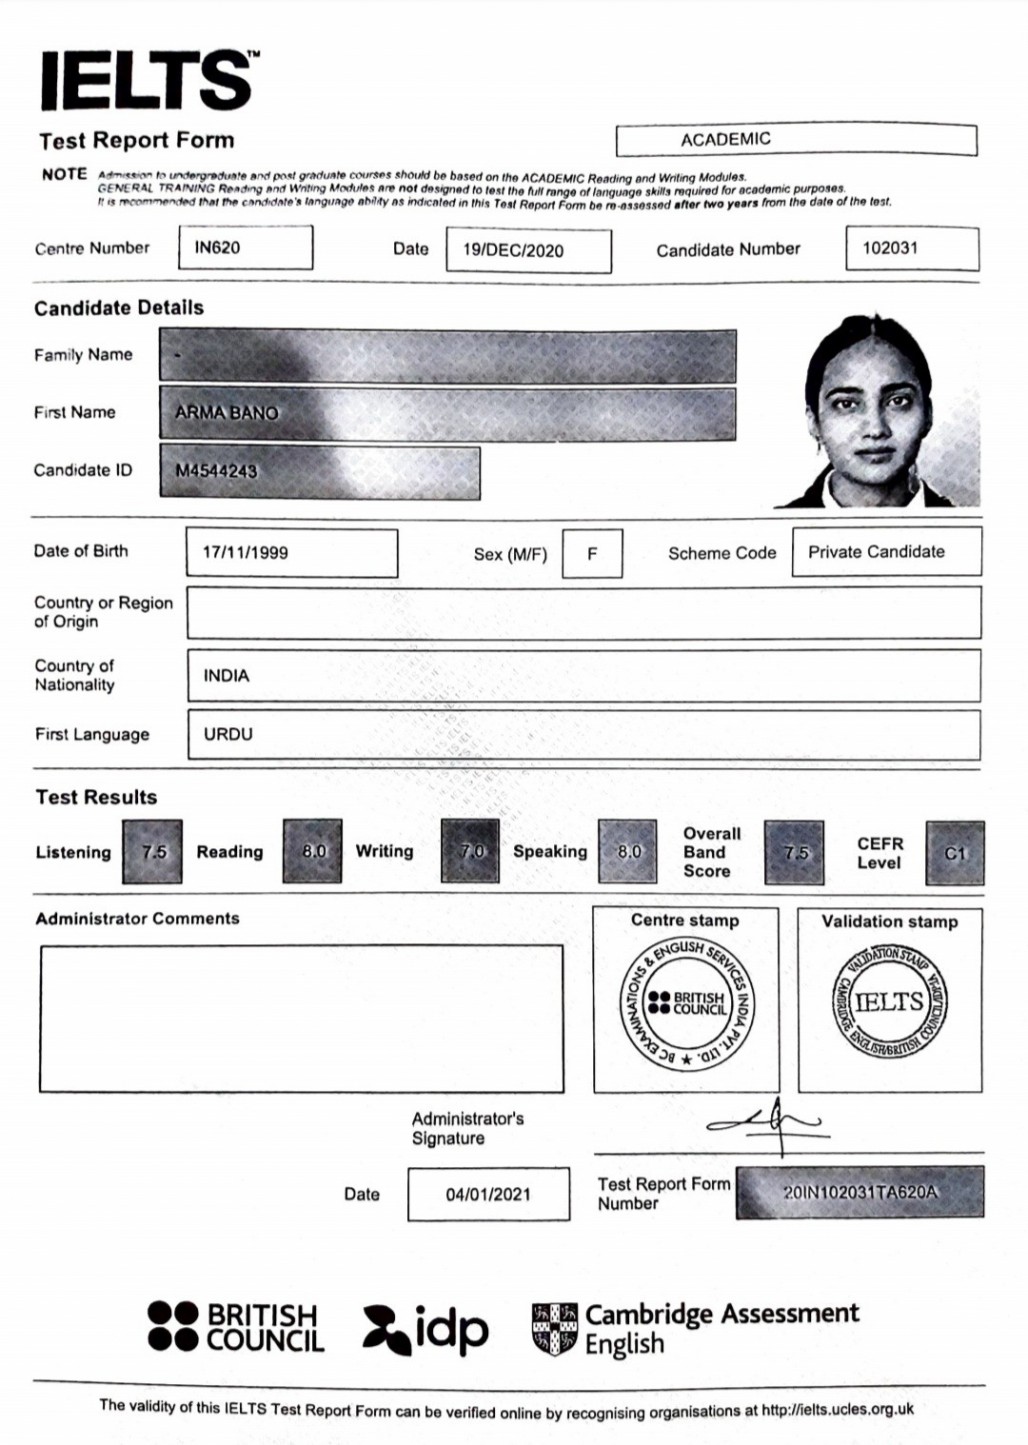 IELTS™
Test Report Form
ACADEMIC
NOTE Admission to undergraduate and post graduate courses should be based on the ACADEMIC Reading and Writing Modules.
GENERAL TRAINING Reading and Writing Modules are not designed to test the full range of language skills required for academic purposes.
It is recommended that the candidate's language ability as indicated in this Test Report Form be re-assessed after two years from the date of the test.
Centre Number IN620 Date 19/DEC/2020 Candidate Number 102031
Candidate Details
Family Name -
First Name ARMA BANO
Candidate ID M4544243
Date of Birth 17/11/1999 Sex (M/F) F Scheme Code Private Candidate
Country or Region
of Origin
Country of
Nationality INDIA
First Language URDU
Test Results
Listening 7.5 Reading 8.0 Writing 7.0 Speaking 8.0 Overall Band Score 7.5 CEFR Level C1
Administrator Comments
Centre stamp
BC EXAMINATIONS & ENGLISH SERVICES INDIA PVT. LTD. ★
BRITISH
COUNCIL
Validation stamp
VALIDATION STAMP
CAMBRIDGE ENGLISH/BRITISH COUNCIL
IELTS
Administrator's
Signature
Date 04/01/2021
Test Report Form
Number 20IN102031TA620A
BRITISH
COUNCIL
idp
Cambridge Assessment
English
The validity of this IELTS Test Report Form can be verified online by recognising organisations at http://ielts.ucles.org.uk